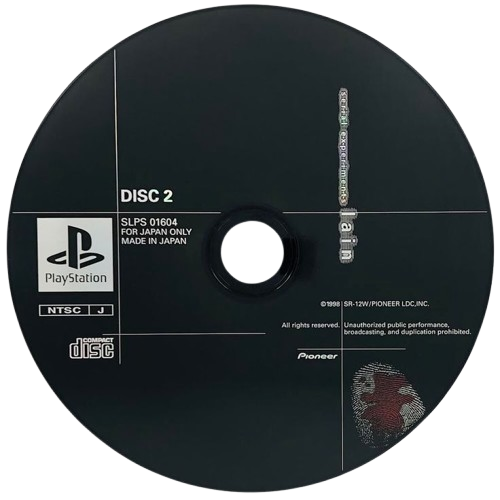 serial experiments
lain
DISC 2
SLPS 01604
FOR JAPAN ONLY
MADE IN JAPAN
PlayStation
NTSC J
COMPACT
disc
©1998 SR-12W/PIONEER LDC,INC.
All rights reserved. Unauthorized public performance,
broadcasting, and duplication prohibited.
Pioneer